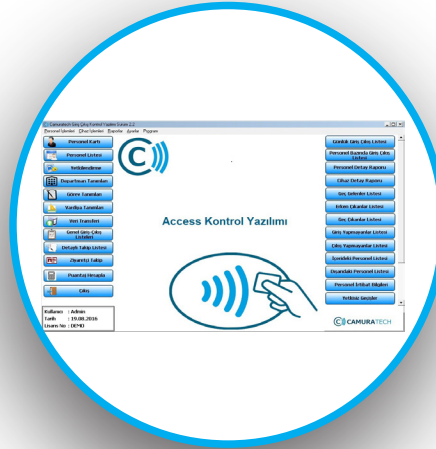 Camuratech Giriş Çıkış Kontrol Yazılımı Sürüm 2.2
Personel İşlemleri Cihaz İşlemleri Raporlar Ayarlar Program
Personel Kartı
Personel Listesi
Yetkilendirme
Departman Tanımları
Görev Tanımları
Vardiya Tanımları
Veri Transferi
Genel Giriş-Çıkış
Listeleri
Detaylı Takip Listesi
Ziyaretçi Takip
Puantaj Hesapla
Çıkış
Kullanıcı : Admin
Tarih : 19.08.2016
Lisans No : DEMO
Access Kontrol Yazılımı
Günlük Giriş Çıkış Listesi
Personel Bazında Giriş Çıkış
Listesi
Personel Detay Raporu
Cihaz Detay Raporu
Geç Gelenler Listesi
Erken Çıkanlar Listesi
Geç Çıkanlar Listesi
Giriş Yapmayanlar Listesi
Çıkış Yapmayanlar Listesi
İçerideki Personel Listesi
Dışarıdaki Personel Listesi
Personel İrtibat Bilgileri
Yetkisiz Geçişler
CAMURATECH